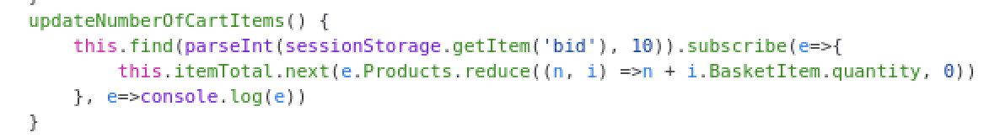 updateNumberOfCartItems() {
this.find(parseInt(sessionStorage.getItem('bid'), 10)).subscribe(e=>{
this.itemTotal.next(e.Products.reduce((n, i) =>n + i.BasketItem.quantity, 0))
}, e=>console.log(e))
}